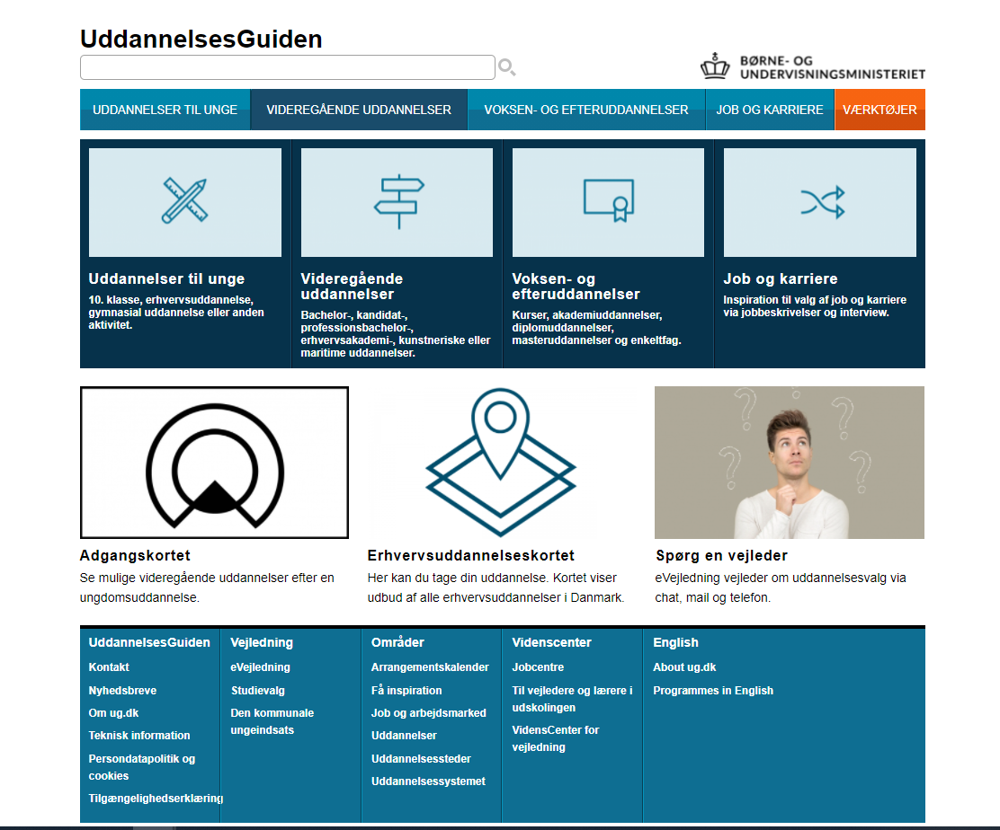 UddannelsesGuiden
BØRNE- OG
UNDERVISNINGSMINISTERIET
UDDANNELSER TIL UNGE
VIDEREGÅENDE UDDANNELSER
VOKSEN- OG EFTERUDDANNELSER
JOB OG KARRIERE
VÆRKTØJER
Uddannelser til unge
10. klasse, erhvervsuddannelse,
gymnasial uddannelse eller anden
aktivitet.
Videregående
uddannelser
Bachelor-, kandidat-,
professionsbachelor-,
erhvervsakademi-, kunstneriske eller
maritime uddannelser.
Voksen- og
efteruddannelser
Kurser, akademiuddannelser,
diplomuddannelser,
masteruddannelser og enkeltfag.
Job og karriere
Inspiration til valg af job og karriere
via jobbeskrivelser og interview.
Adgangskortet
Se mulige videregående uddannelser efter en
ungdomsuddannelse.
Erhvervsuddannelseskortet
Her kan du tage din uddannelse. Kortet viser
udbud af alle erhvervsuddannelser i Danmark.
Spørg en vejleder
eVejledning vejleder om uddannelsesvalg via
chat, mail og telefon.
UddannelsesGuiden
Kontakt
Nyhedsbreve
Om ug.dk
Teknisk information
Persondatapolitik og
cookies
Tilgængelighedserklæring
Vejledning
eVejledning
Studievalg
Den kommunale
ungeindsats
Områder
Arrangementskalender
Få inspiration
Job og arbejdsmarked
Uddannelser
Uddannelsessteder
Uddannelsessystemet
Videnscenter
Jobcentre
Til vejledere og lærere i
udskolingen
VidensCenter for
vejledning
English
About ug.dk
Programmes in English